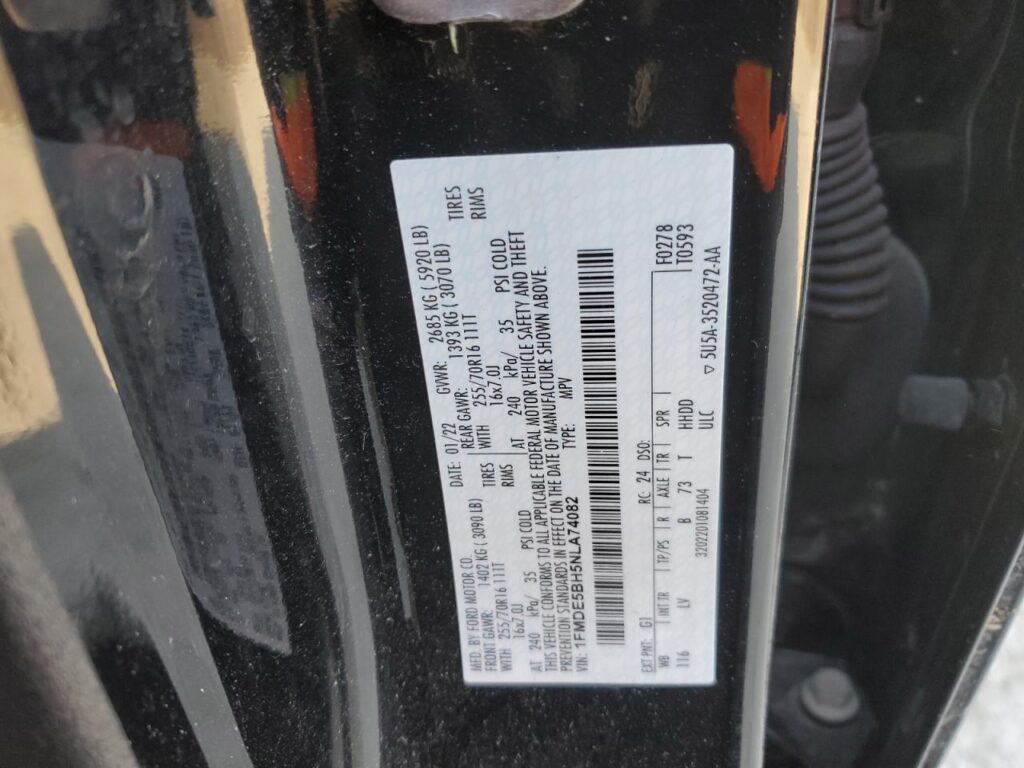 MFD. BY FORD MOTOR CO. DATE: 01/22 GVWR: 2685 KG ( 5920 LB)
FRONT GAWR: 1402 KG ( 3090 LB) REAR GAWR: 1393 KG ( 3070 LB)
WITH 255/70R16 111T TIRES WITH 255/70R16 111T TIRES
16x7.0J RIMS 16x7.0J RIMS
AT 240 kPa/ 35 PSI COLD AT 240 kPa/ 35 PSI COLD
THIS VEHICLE CONFORMS TO ALL APPLICABLE FEDERAL MOTOR VEHICLE SAFETY AND THEFT
PREVENTION STANDARDS IN EFFECT ON THE DATE OF MANUFACTURE SHOWN ABOVE.
VIN: 1FMDE5BH5NLA74082 TYPE: MPV
EXT PNT: G1 RC: 24 DSO: F0278
WB INT TR TP/PS R AXLE TR SPR T0593
116 LV B 73 T HHDD
ULC
3202201081404 ▽ 5U5A-3520472-AA